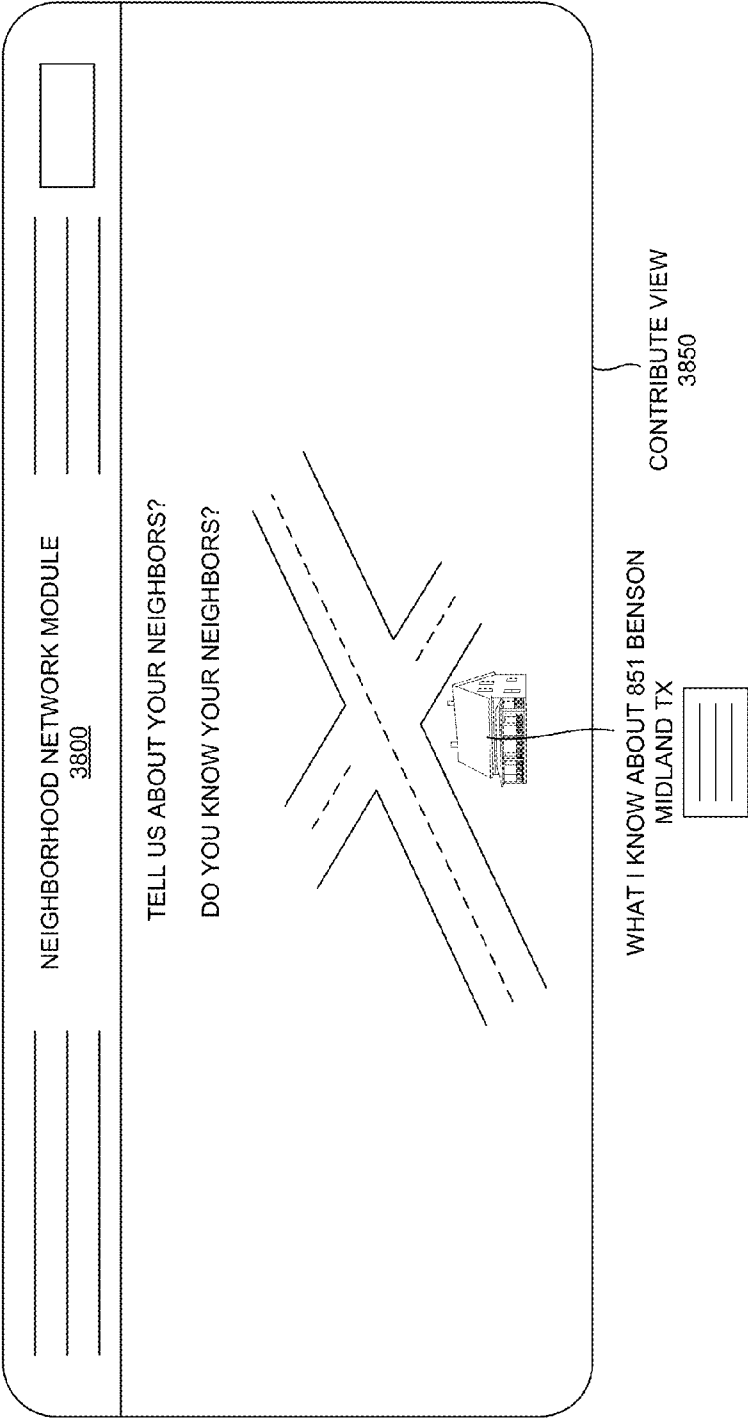 NEIGHBORHOOD NETWORK MODULE
3800
TELL US ABOUT YOUR NEIGHBORS?
DO YOU KNOW YOUR NEIGHBORS?
WHAT I KNOW ABOUT 851 BENSON
MIDLAND TX
CONTRIBUTE VIEW
3850